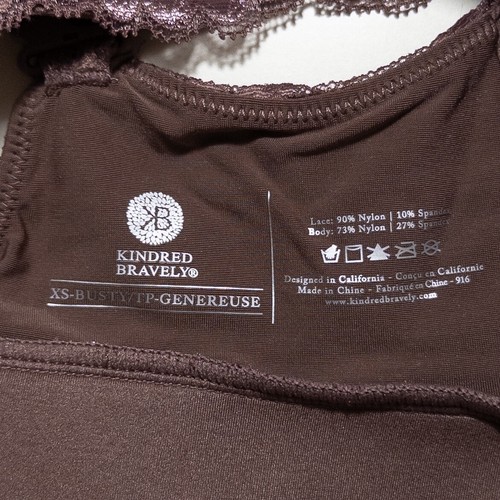 KB
KINDRED
BRAVELY®
XS-BUSTY/TP-GENEREUSE
Lace: 90% Nylon | 10% Spandex
Body: 73% Nylon | 27% Spandex
Designed in California - Conçu en Californie
Made in Chine - Fabriqué en Chine - 916
www.kindredbravely.com